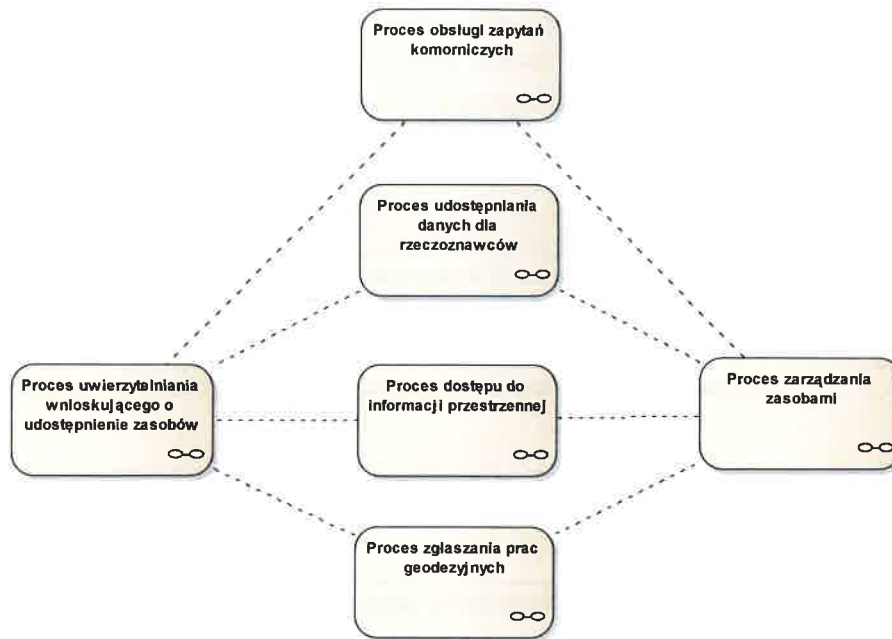 Proces obsługi zapytań
komorniczych
Proces udostępniania
danych dla
rzeczoznawców
Proces uwierzytelniania
wnioskującego o
udostępnienie zasobów
Proces dostępu do
informacji przestrzennej
Proces zarządzania
zasobami
Proces zgłaszania prac
geodezyjnych